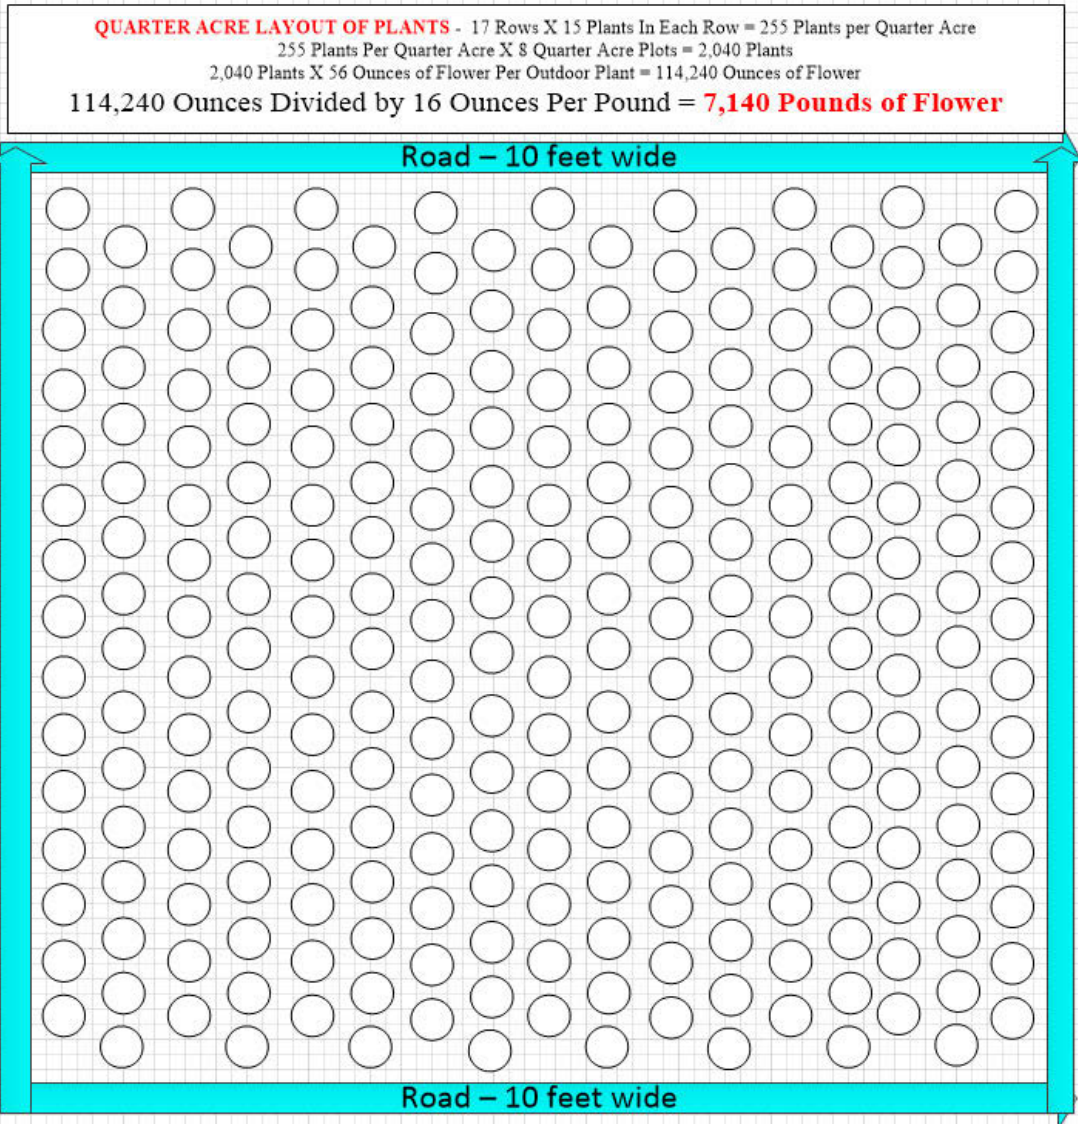 QUARTER ACRE LAYOUT OF PLANTS - 17 Rows X 15 Plants In Each Row = 255 Plants per Quarter Acre
255 Plants Per Quarter Acre X 8 Quarter Acre Plots = 2,040 Plants
2,040 Plants X 56 Ounces of Flower Per Outdoor Plant = 114,240 Ounces of Flower
114,240 Ounces Divided by 16 Ounces Per Pound = 7,140 Pounds of Flower
Road – 10 feet wide
Road – 10 feet wide